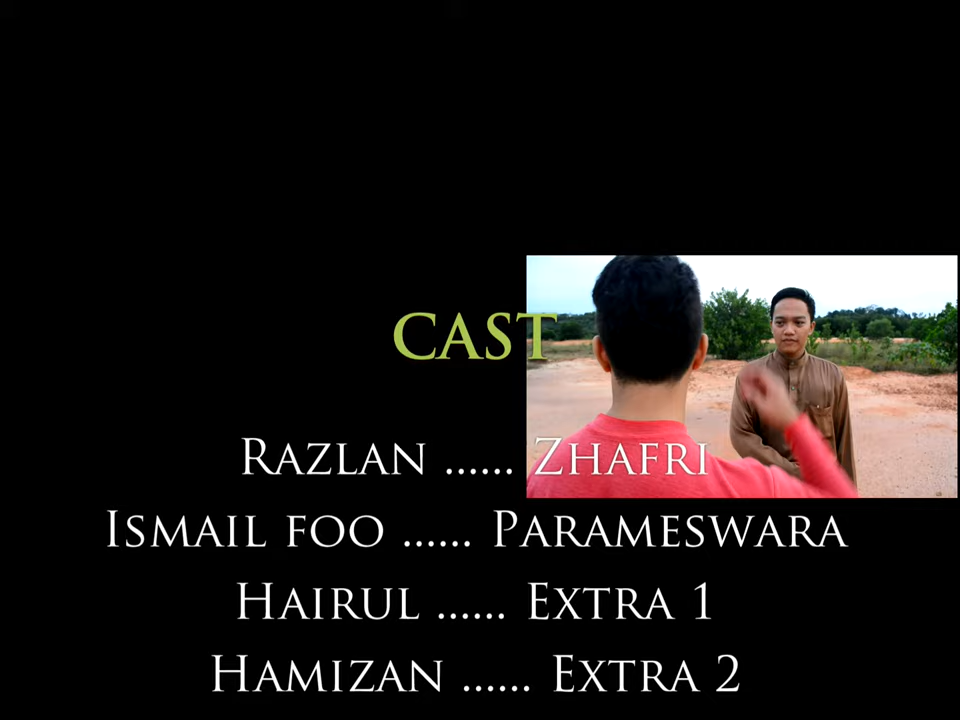 CAST
Razlan ...... Zhafri
Ismail foo ...... Parameswara
Hairul ...... Extra 1
Hamizan ...... Extra 2